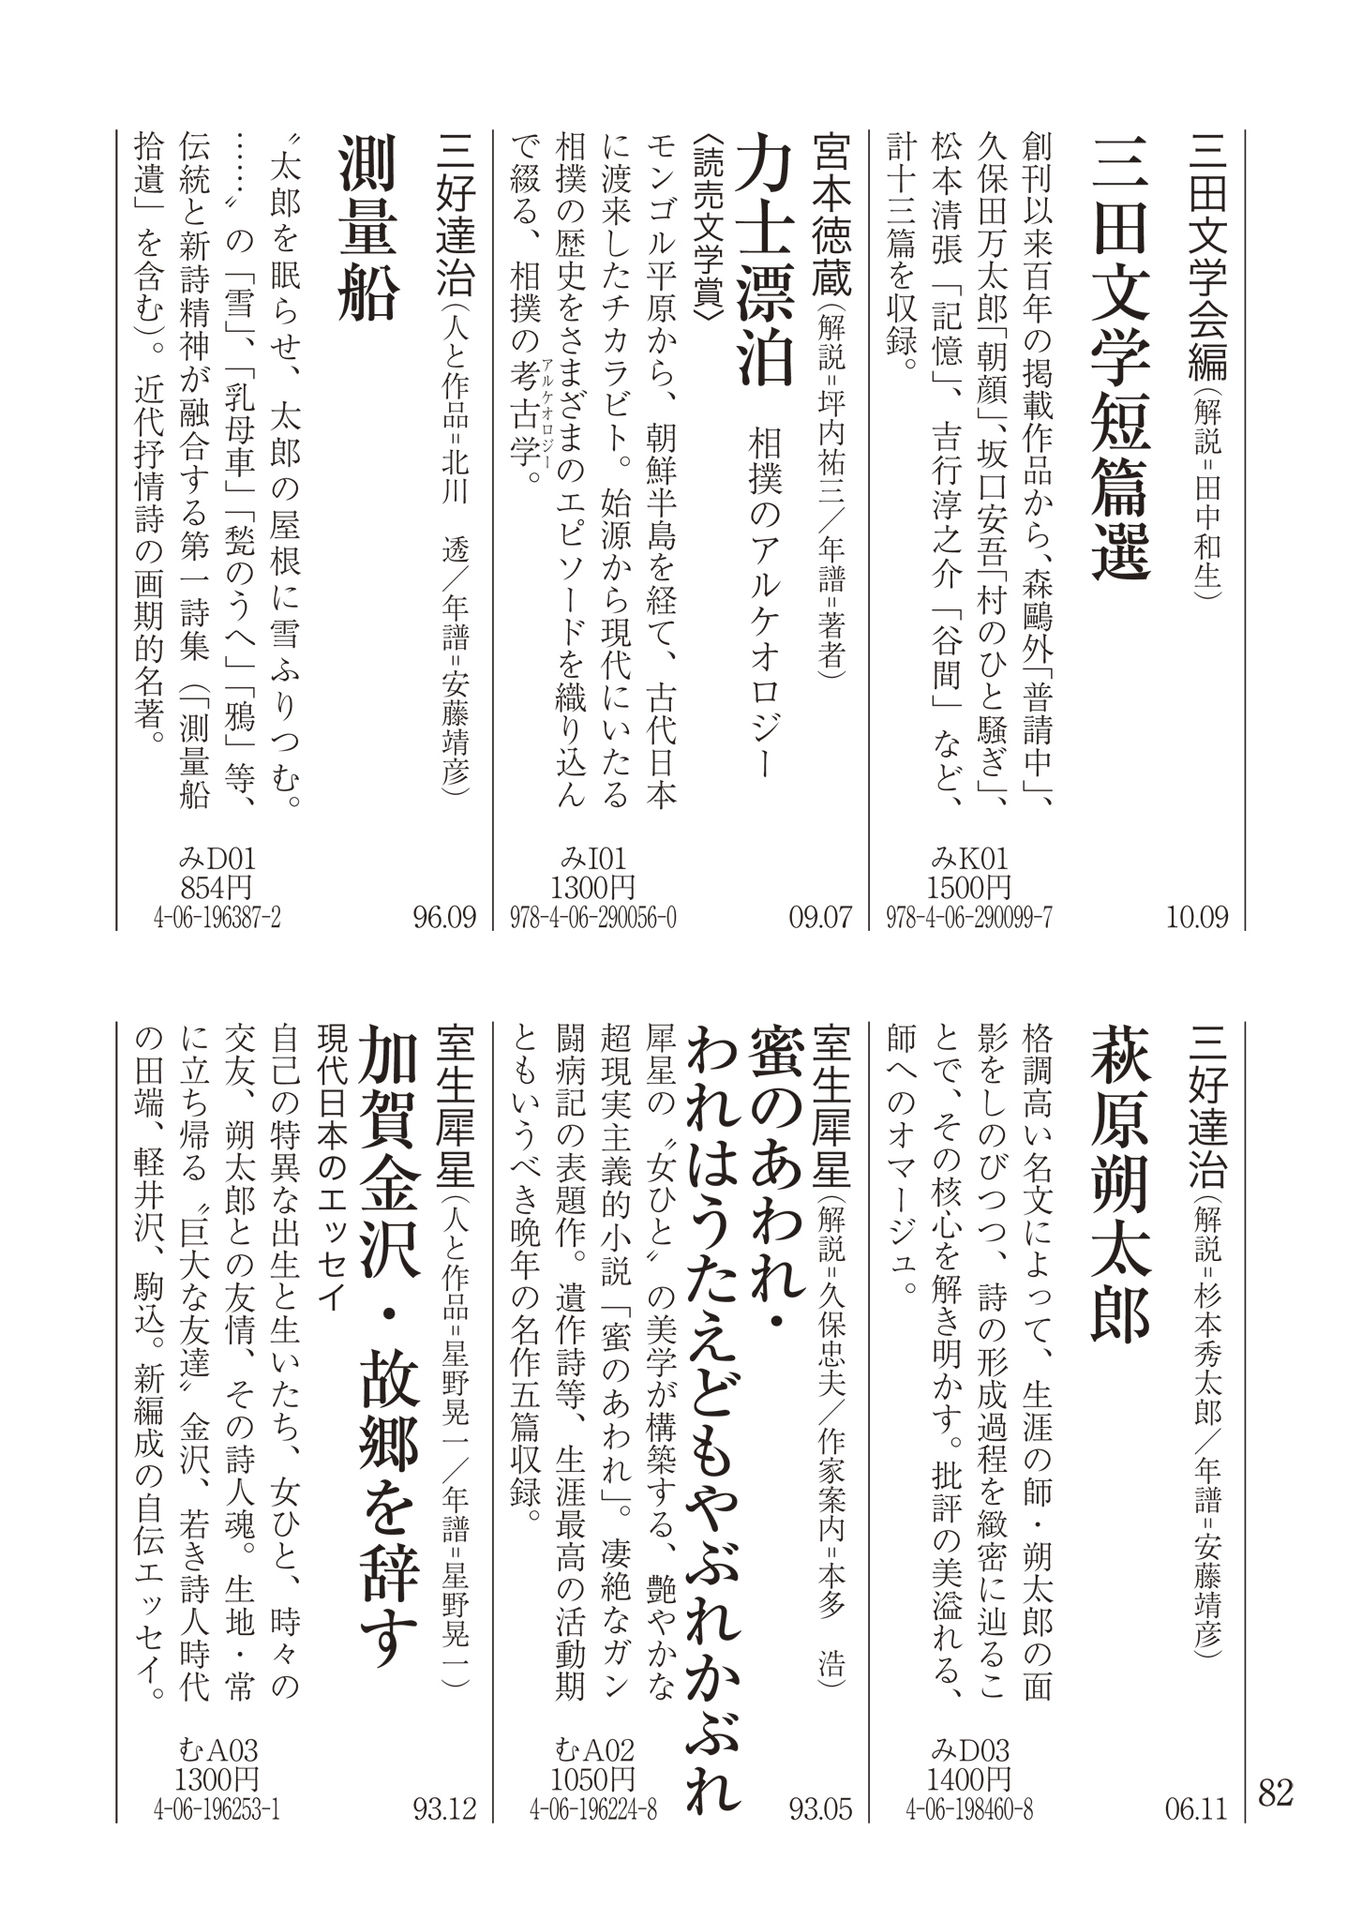 三田文学会編(解説=田中和生)
三田文学短篇選
創刊以来百年の掲載作品から、森鷗外「普請中」、
久保田万太郎「朝顔」、坂口安吾「村のひと騒ぎ」、
松本清張「記憶」、吉行淳之介「谷間」など、
計十三篇を収録。
みK01
1500円
978-4-06-290099-7
10.09
宮本徳蔵(解説=坪内祐三/年譜=著者)
力士漂泊 相撲のアルケオロジー
〈読売文学賞〉
モンゴル平原から、朝鮮半島を経て、古代日本
に渡来したチカラビト。始源から現代にいたる
相撲の歴史をさまざまのエピソードを織り込ん
で綴る、相撲の考古学。
アルケオロジー
みI01
1300円
978-4-06-290056-0
09.07
三好達治(人と作品=北川 透/年譜=安藤靖彦)
測量船
〝太郎を眠らせ、太郎の屋根に雪ふりつむ。
……〟の「雪」、「乳母車」「甃のうへ」「鴉」等、
伝統と新詩精神が融合する第一詩集(「測量船
拾遺」を含む)。近代抒情詩の画期的名著。
みD01
854円
4-06-196387-2
96.09
三好達治(解説=杉本秀太郎/年譜=安藤靖彦)
萩原朔太郎
格調高い名文によって、生涯の師・朔太郎の面
影をしのびつつ、詩の形成過程を緻密に辿るこ
とで、その核心を解き明かす。批評の美溢れる、
師へのオマージュ。
みD03
1400円
4-06-198460-8
06.11
室生犀星(解説=久保忠夫/作家案内=本多 浩)
蜜のあわれ・
われはうたえどもやぶれかぶれ
犀星の〝女ひと〟の美学が構築する、艶やかな
超現実主義的小説「蜜のあわれ」。凄絶なガン
闘病記の表題作。遺作詩等、生涯最高の活動期
ともいうべき晩年の名作五篇収録。
むA02
1050円
4-06-196224-8
93.05
室生犀星(人と作品=星野晃一/年譜=星野晃一)
加賀金沢・故郷を辞す
現代日本のエッセイ
自己の特異な出生と生いたち、女ひと、時々の
交友、朔太郎との友情、その詩人魂。生地・常
に立ち帰る〝巨大な友達〟金沢、若き詩人時代
の田端、軽井沢、駒込。新編成の自伝エッセイ。
むA03
1300円
4-06-196253-1
93.12
82